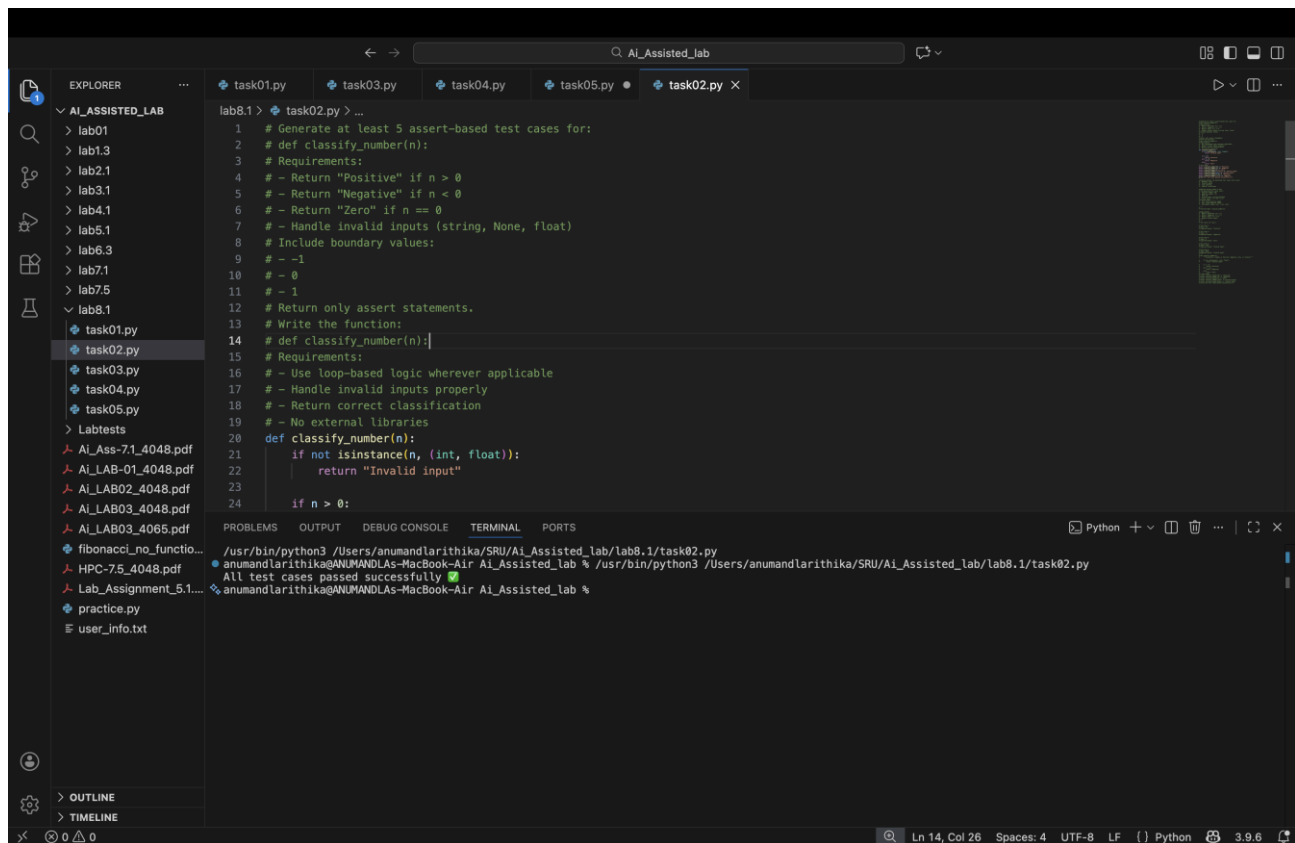 Ai_Assisted_lab
EXPLORER
task01.py
task03.py
task04.py
task05.py
task02.py
AI_ASSISTED_LAB
lab01
lab1.3
lab2.1
lab3.1
lab4.1
lab5.1
lab6.3
lab7.1
lab7.5
lab8.1
task01.py
task02.py
task03.py
task04.py
task05.py
Labtests
Ai_Ass-7.1_4048.pdf
Ai_LAB-01_4048.pdf
Ai_LAB02_4048.pdf
Ai_LAB03_4048.pdf
Ai_LAB03_4065.pdf
fibonacci_no_functio...
HPC-7.5_4048.pdf
Lab_Assignment_5.1....
practice.py
user_info.txt
OUTLINE
TIMELINE
lab8.1 > task02.py > ...
1 # Generate at least 5 assert-based test cases for:
2 # def classify_number(n):
3 # Requirements:
4 # - Return "Positive" if n > 0
5 # - Return "Negative" if n < 0
6 # - Return "Zero" if n == 0
7 # - Handle invalid inputs (string, None, float)
8 # Include boundary values:
9 # - -1
10 # - 0
11 # - 1
12 # Return only assert statements.
13 # Write the function:
14 # def classify_number(n):
15 # Requirements:
16 # - Use loop-based logic wherever applicable
17 # - Handle invalid inputs properly
18 # - Return correct classification
19 # - No external libraries
20 def classify_number(n):
21 if not isinstance(n, (int, float)):
22 return "Invalid input"
23
24 if n > 0:
PROBLEMS OUTPUT DEBUG CONSOLE TERMINAL PORTS
Python
/usr/bin/python3 /Users/anumandlarithika/SRU/Ai_Assisted_lab/lab8.1/task02.py
anumandlarithika@ANUMANDLAs-MacBook-Air Ai_Assisted_lab % /usr/bin/python3 /Users/anumandlarithika/SRU/Ai_Assisted_lab/lab8.1/task02.py
All test cases passed successfully ✅
anumandlarithika@ANUMANDLAs-MacBook-Air Ai_Assisted_lab %
0 0 Ln 14, Col 26 Spaces: 4 UTF-8 LF {} Python 3.9.6